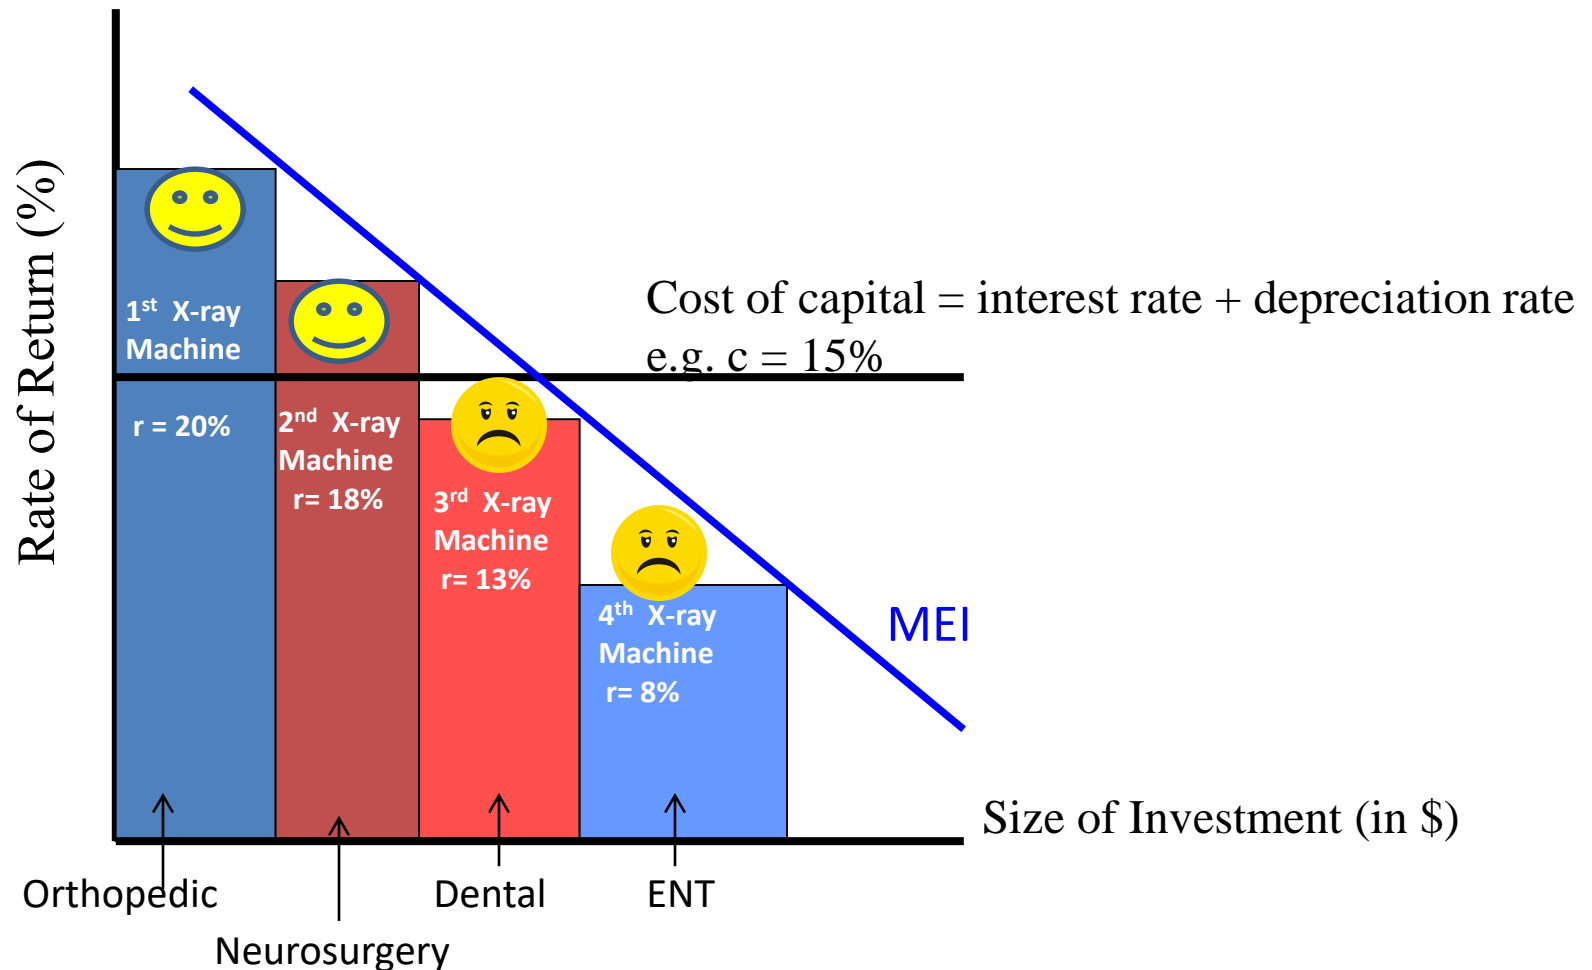 Rate of Return (%)
1st X-ray
Machine
r = 20%
2nd X-ray
Machine
r= 18%
3rd X-ray
Machine
r= 13%
4th X-ray
Machine
r= 8%
Cost of capital = interest rate + depreciation rate
e.g. c = 15%
MEI
Size of Investment (in $)
Orthopedic
Neurosurgery
Dental
ENT